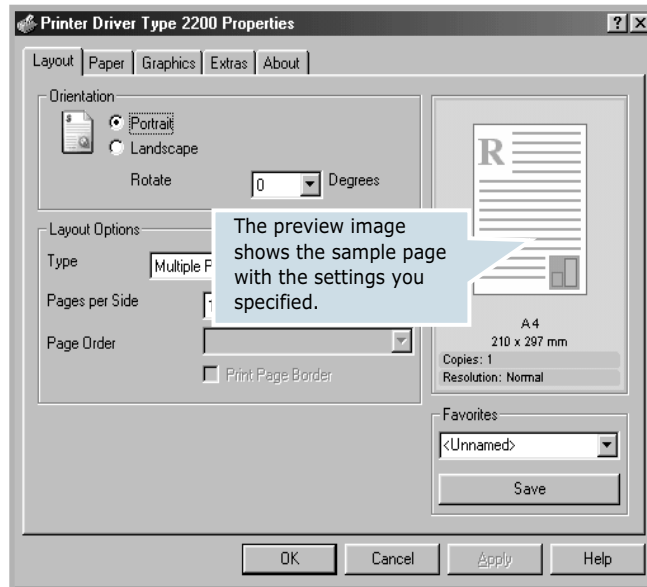 Printer Driver Type 2200 Properties
Layout Paper Graphics Extras About
Orientation
Portrait
Landscape
Rotate 0 Degrees
Layout Options
Type Multiple
Pages per Side
Page Order
Print Page Border
The preview image
shows the sample page
with the settings you
specified.
R
A4
210 x 297 mm
Copies: 1
Resolution: Normal
Favorites
<Unnamed>
Save
OK Cancel Apply Help